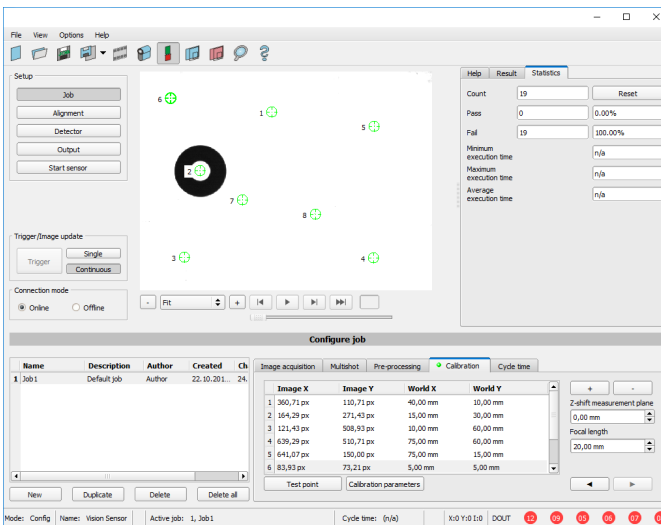 File View Options Help
Setup
Job
Alignment
Detector
Output
Start sensor
Trigger/Image update
Trigger
Single
Continuous
Connection mode
Online Offline
6
1
5
2
7
8
3
4
- Fit +
Help Result Statistics
Count 19 Reset
Pass 0 0.00%
Fail 19 100.00%
Minimum
execution time
n/a
Maximum
execution time
n/a
Average
execution time
n/a
Configure job
Name Description Author Created Ch
1 Job1 Default job Author 22.10.201... 24.
New Duplicate Delete Delete all
Image acquisition Multishot Pre-processing Calibration Cycle time
Image X Image Y World X World Y
1 360,71 px 110,71 px 40,00 mm 10,00 mm
2 164,29 px 271,43 px 15,00 mm 30,00 mm
3 121,43 px 508,93 px 10,00 mm 60,00 mm
4 639,29 px 510,71 px 75,00 mm 60,00 mm
5 641,07 px 150,00 px 75,00 mm 15,00 mm
6 83,93 px 73,21 px 5,00 mm 5,00 mm
Test point Calibration parameters
+ -
Z-shift measurement plane
0,00 mm
Focal length
20,00 mm
Mode: Config Name: Vision Sensor Active job: 1, Job1 Cycle time: (n/a) X:0 Y:0 I:0 DOUT 12 09 05 06 07